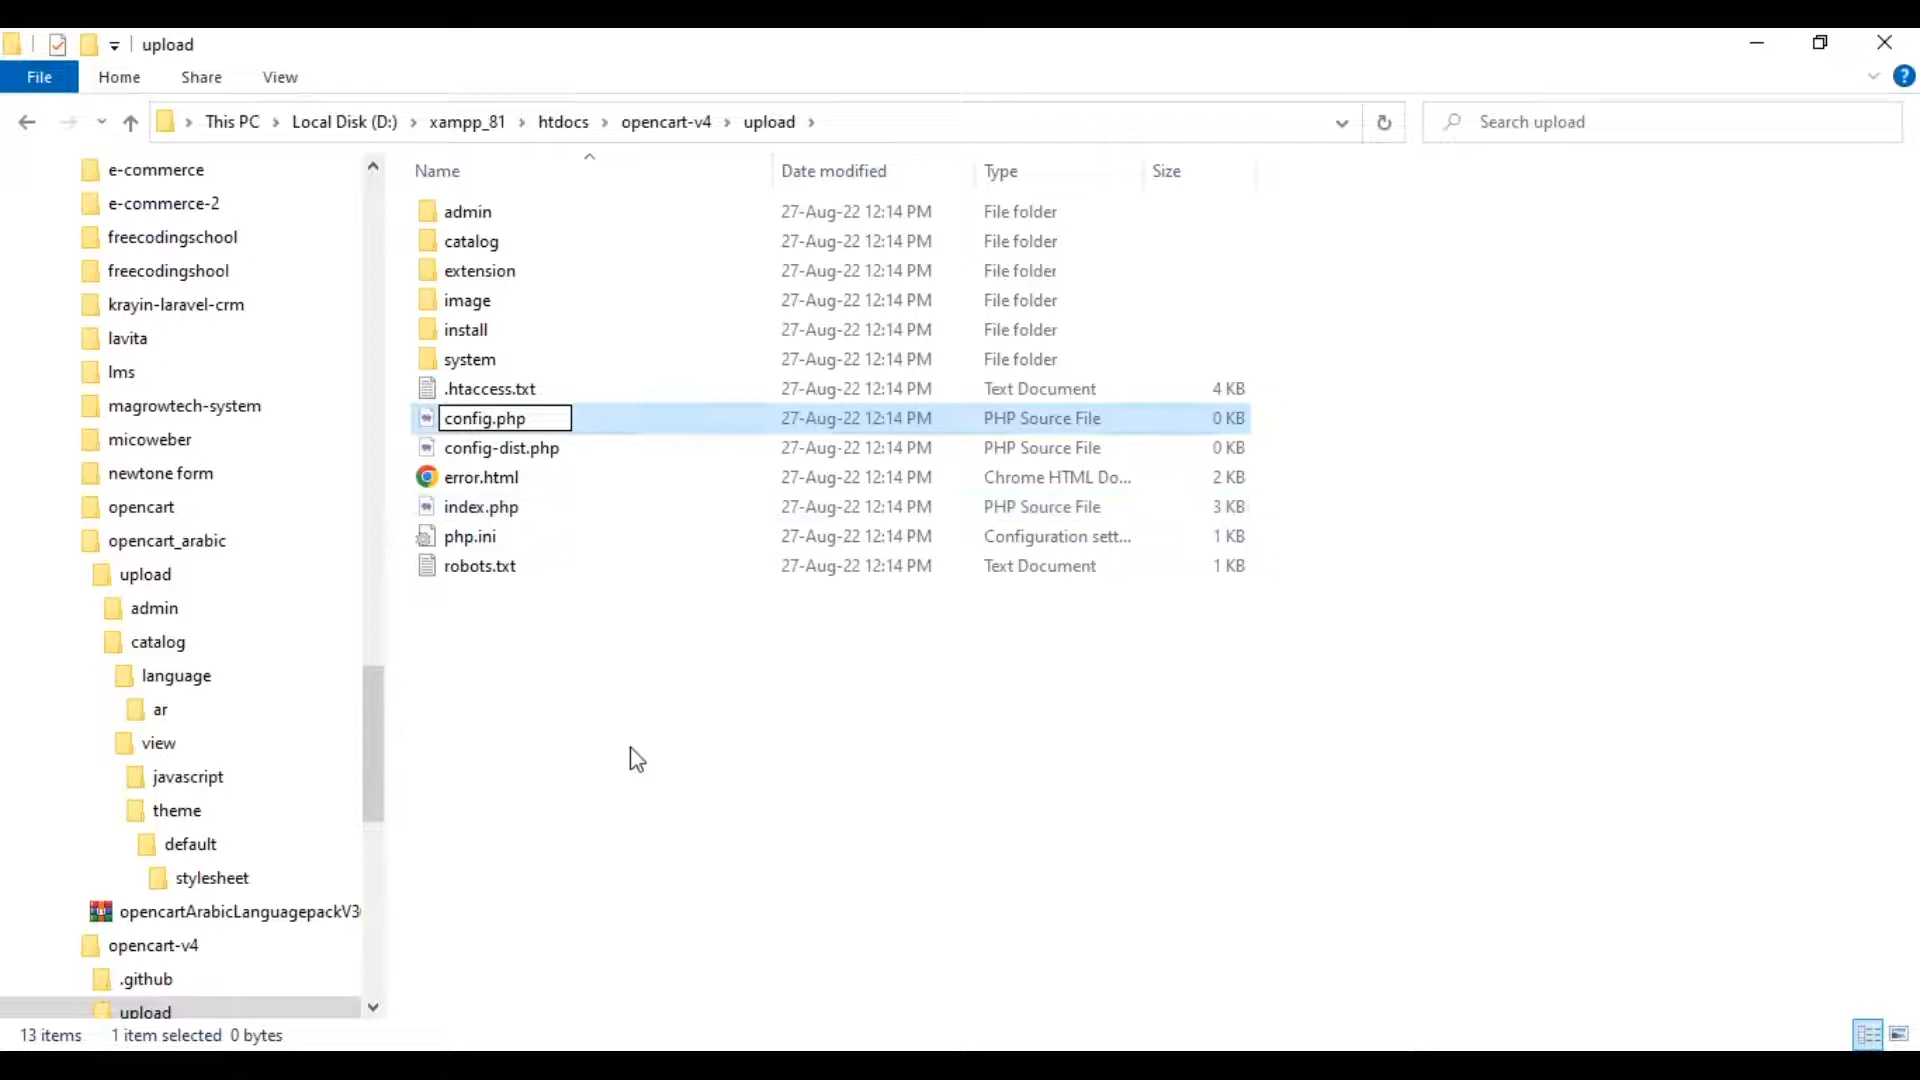 upload
File Home Share View
This PC Local Disk (D:) xampp_81 htdocs opencart-v4 upload
Search upload
e-commerce
e-commerce-2
freecodingschool
freecodingshool
krayin-laravel-crm
lavita
lms
magrowtech-system
micoweber
newtone form
opencart
opencart_arabic
upload
admin
catalog
language
ar
view
javascript
theme
default
stylesheet
opencartArabicLanguagepackV3
opencart-v4
.github
upload
Name Date modified Type Size
admin 27-Aug-22 12:14 PM File folder
catalog 27-Aug-22 12:14 PM File folder
extension 27-Aug-22 12:14 PM File folder
image 27-Aug-22 12:14 PM File folder
install 27-Aug-22 12:14 PM File folder
system 27-Aug-22 12:14 PM File folder
.htaccess.txt 27-Aug-22 12:14 PM Text Document 4 KB
config.php 27-Aug-22 12:14 PM PHP Source File 0 KB
config-dist.php 27-Aug-22 12:14 PM PHP Source File 0 KB
error.html 27-Aug-22 12:14 PM Chrome HTML Do... 2 KB
index.php 27-Aug-22 12:14 PM PHP Source File 3 KB
php.ini 27-Aug-22 12:14 PM Configuration sett... 1 KB
robots.txt 27-Aug-22 12:14 PM Text Document 1 KB
13 items 1 item selected 0 bytes